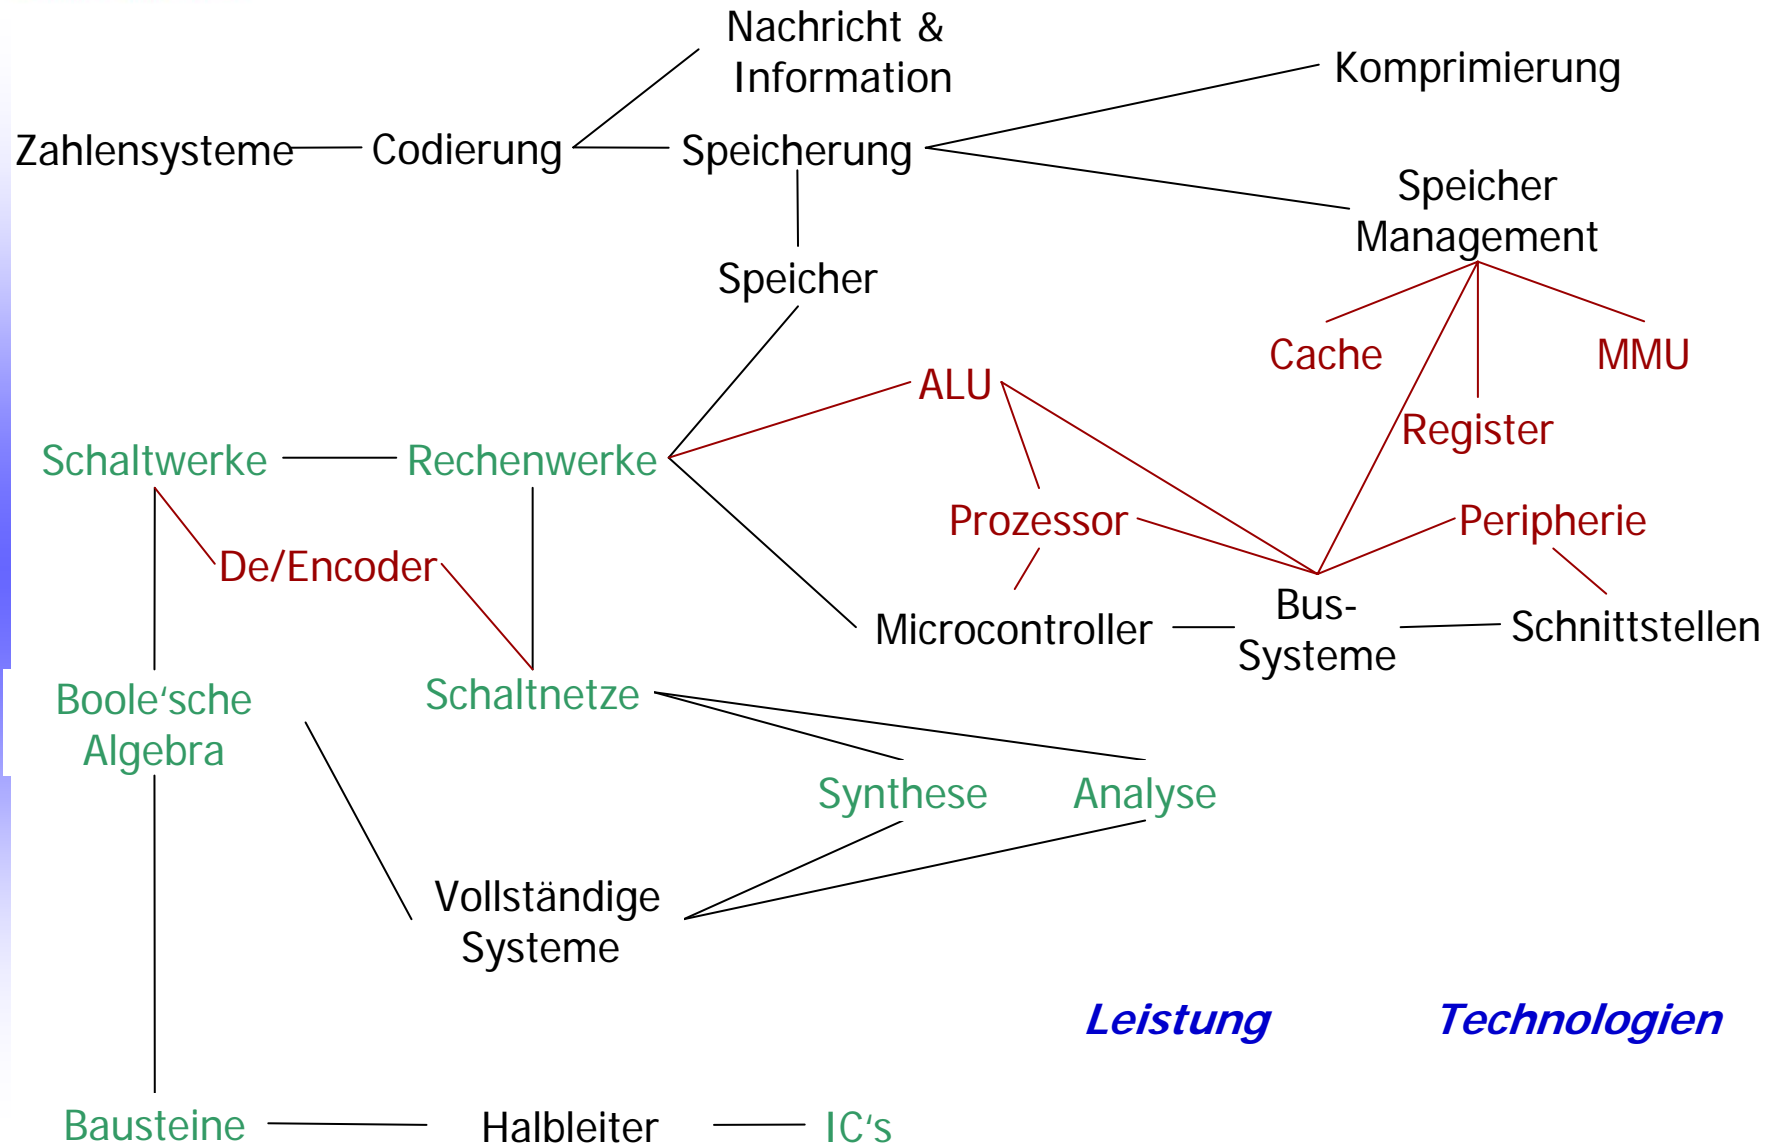 Nachricht &
Information
Komprimierung
Zahlensysteme
Codierung
Speicherung
Speicher
Management
Speicher
Cache
MMU
ALU
Register
Schaltwerke
Rechenwerke
Prozessor
Peripherie
De/Encoder
Microcontroller
Bus-
Systeme
Schnittstellen
Boole‘sche
Algebra
Schaltnetze
Synthese
Analyse
Vollständige
Systeme
Leistung
Technologien
Bausteine
Halbleiter
IC‘s